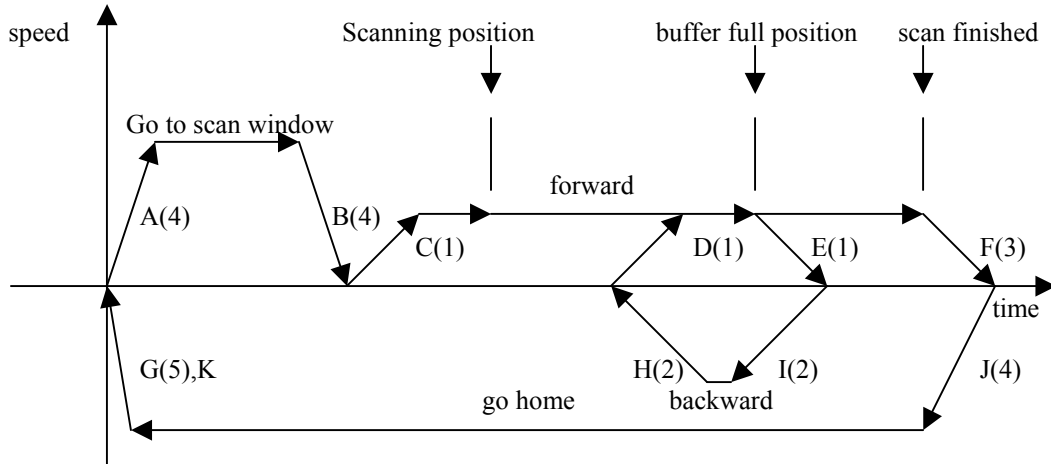 speed
Scanning position
buffer full position
scan finished
Go to scan window
forward
A(4)
B(4)
C(1)
D(1)
E(1)
F(3)
time
G(5),K
H(2)
I(2)
J(4)
go home
backward